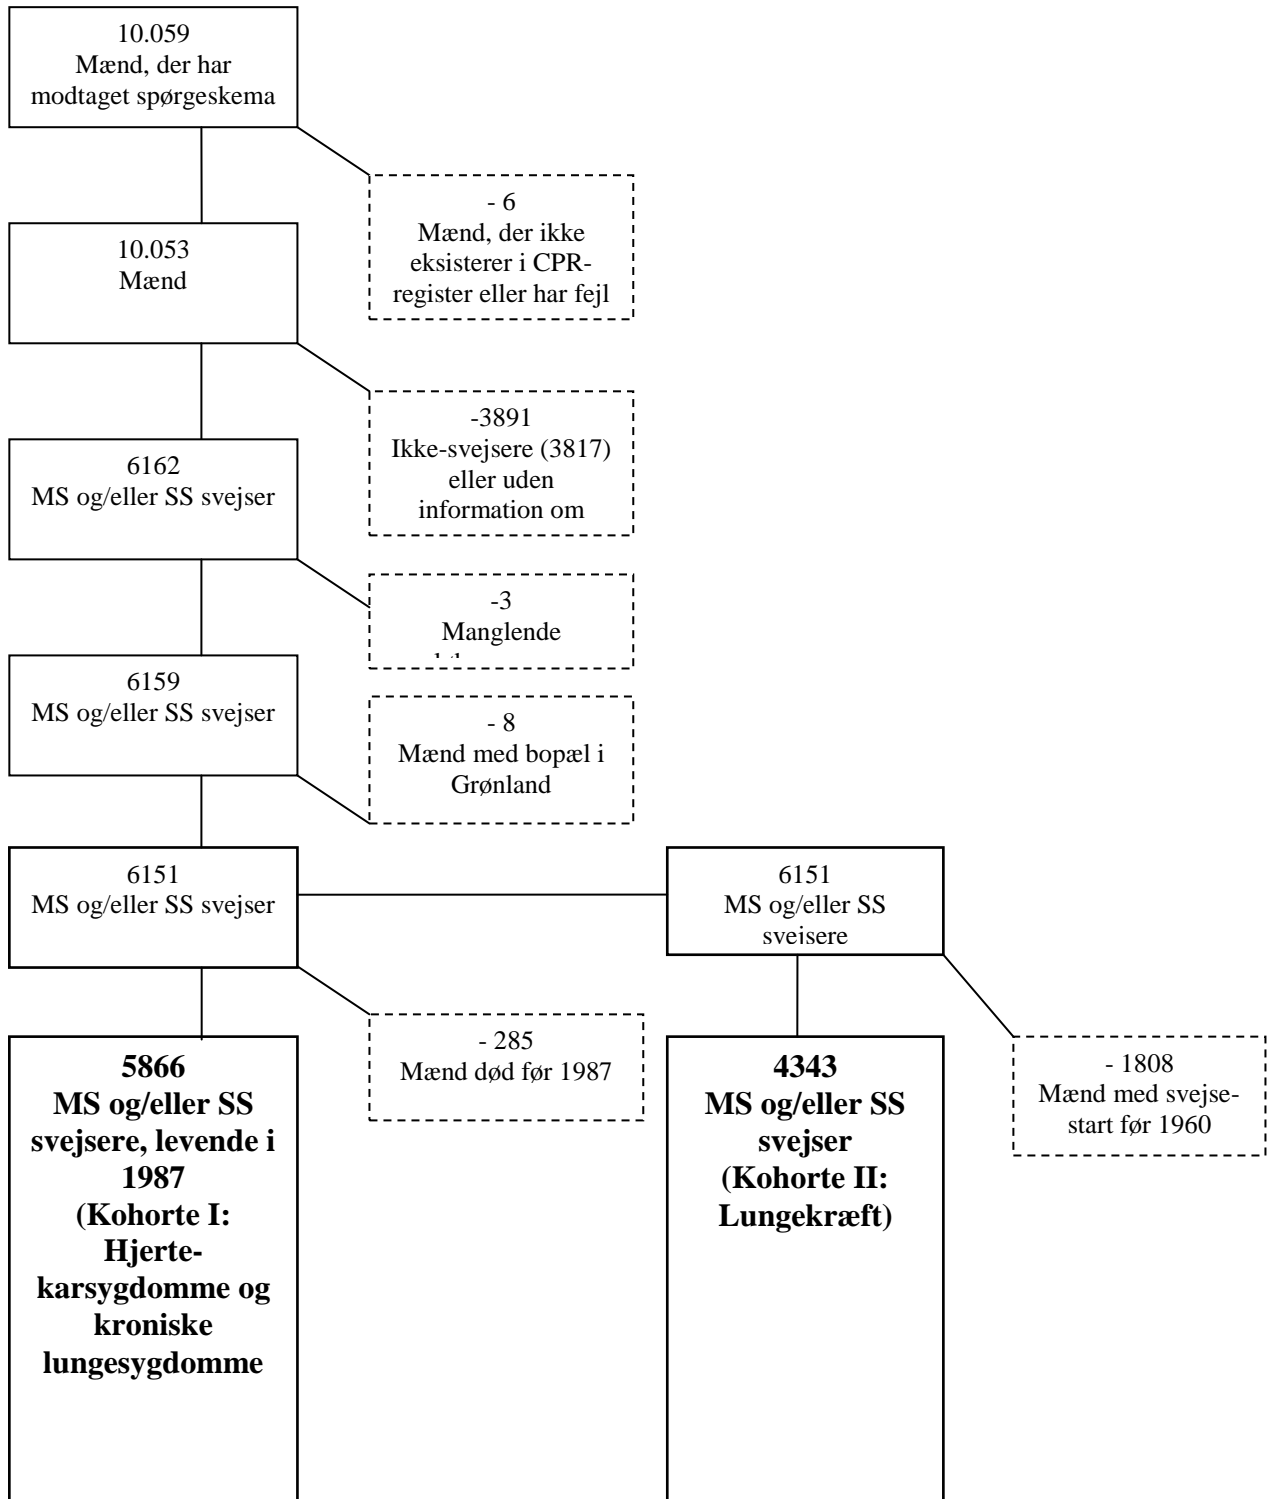 10.059
Mænd, der har
modtaget spørgeskema
- 6
Mænd, der ikke
eksisterer i CPR-
register eller har fejl
10.053
Mænd
-3891
Ikke-svejsere (3817)
eller uden
information om
6162
MS og/eller SS svejser
-3
Manglende
6159
MS og/eller SS svejser
- 8
Mænd med bopæl i
Grønland
6151
MS og/eller SS svejser
6151
MS og/eller SS
svejsere
- 285
Mænd død før 1987
- 1808
Mænd med svejse-
start før 1960
5866
MS og/eller SS
svejsere, levende i
1987
(Kohorte I:
Hjerte-
karsygdomme og
kroniske
lungesygdomme
4343
MS og/eller SS
svejser
(Kohorte II:
Lungekræft)